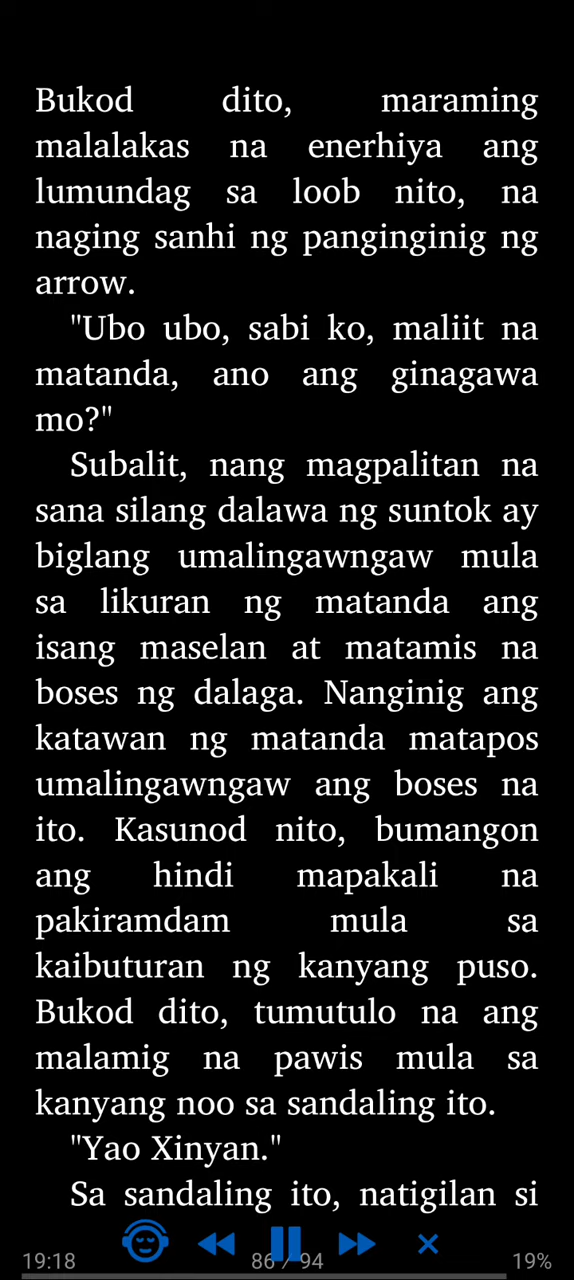 Bukod dito, maraming
malalakas na enerhiya ang
lumundag sa loob nito, na
naging sanhi ng panginginig ng
arrow.
"Ubo ubo, sabi ko, maliit na
matanda, ano ang ginagawa
mo?"
Subalit, nang magpalitan na
sana silang dalawa ng suntok ay
biglang umalingawngaw mula
sa likuran ng matanda ang
isang maselan at matamis na
boses ng dalaga. Nanginig ang
katawan ng matanda matapos
umalingawngaw ang boses na
ito. Kasunod nito, bumangon
ang hindi mapakali na
pakiramdam mula sa
kaibuturan ng kanyang puso.
Bukod dito, tumutulo na ang
malamig na pawis mula sa
kanyang noo sa sandaling ito.
"Yao Xinyan."
Sa sandaling ito, natigilan si
19:18 86 / 94 19%